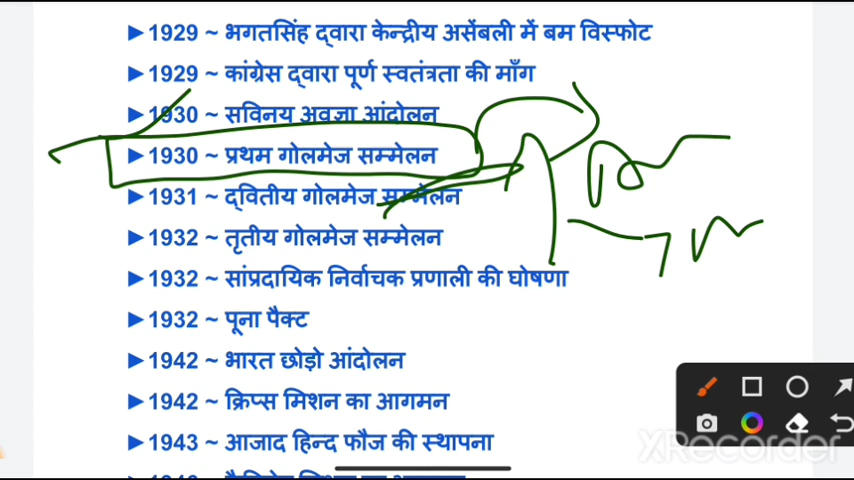 ►1929 ~ भगतसिंह द्वारा केन्द्रीय असेंबली में बम विस्फोट
►1929 ~ कांग्रेस द्वारा पूर्ण स्वतंत्रता की माँग
►1930 ~ सविनय अवज्ञा आंदोलन
►1930 ~ प्रथम गोलमेज सम्मेलन
►1931 ~ द्वितीय गोलमेज सम्मेलन
►1932 ~ तृतीय गोलमेज सम्मेलन
►1932 ~ सांप्रदायिक निर्वाचक प्रणाली की घोषणा
►1932 ~ पूना पैक्ट
►1942 ~ भारत छोड़ो आंदोलन
►1942 ~ क्रिप्स मिशन का आगमन
►1943 ~ आजाद हिन्द फौज की स्थापना
XRecorder